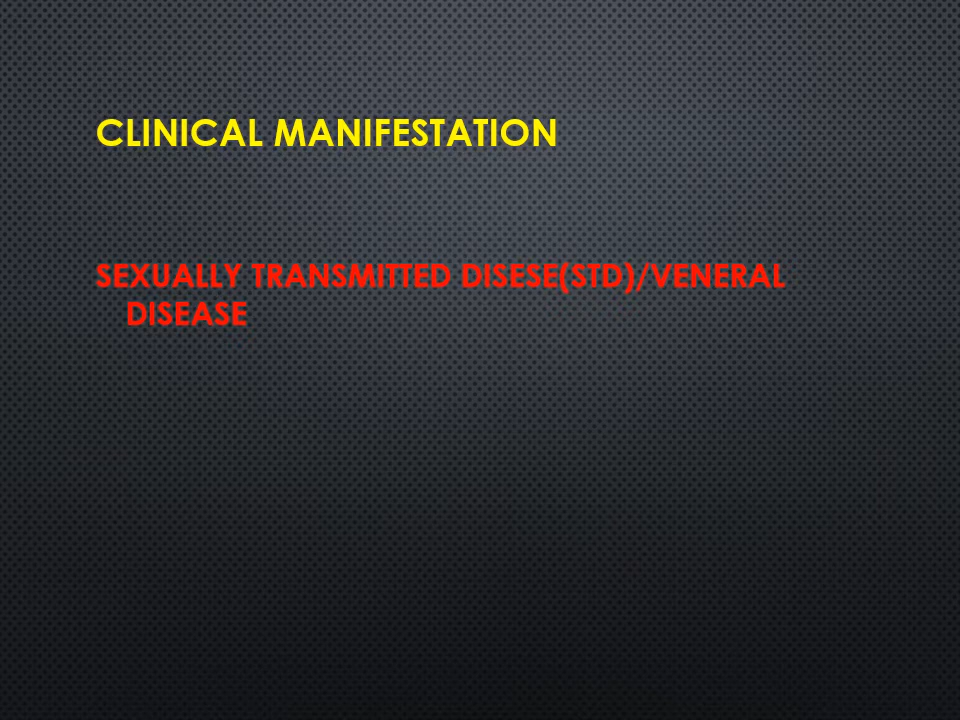 CLINICAL MANIFESTATION
SEXUALLY TRANSMITTED DISESE(STD)/VENERAL
DISEASE